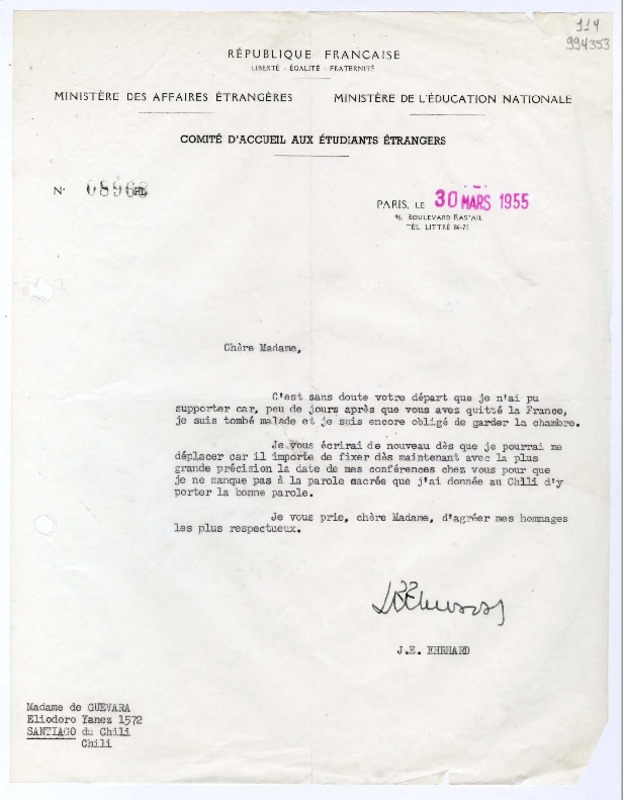 114
994353
RÉPUBLIQUE FRANÇAISE
LIBERTÉ - ÉGALITÉ - FRATERNITÉ
MINISTÈRE DES AFFAIRES ÉTRANGÈRES
MINISTÈRE DE L'ÉDUCATION NATIONALE
COMITÉ D'ACCUEIL AUX ÉTUDIANTS ÉTRANGERS
N° 08968
PARIS, LE 30 MARS 1955
BOULEVARD RASPAIL
TÉL. LITTRÉ
Chère Madame,
C'est sans doute votre départ que je n'ai pu
supporter car, peu de jours après que vous avez quitté la France,
je suis tombé malade et je suis encore obligé de garder la chambre.
Je vous écrirai de nouveau dès que je pourrai me
déplacer car il importe de fixer dès maintenant avec la plus
grande précision la date de mes conférences chez vous pour que
je ne manque pas à la parole sacrée que j'ai donnée au Chili d'y
porter la bonne parole.
Je vous prie, chère Madame, d'agréer mes hommages
les plus respectueux.
J.E. EHRHARD
Madame de GUEVARA
Eliodoro Yanez 1572
SANTIAGO du Chili
Chili